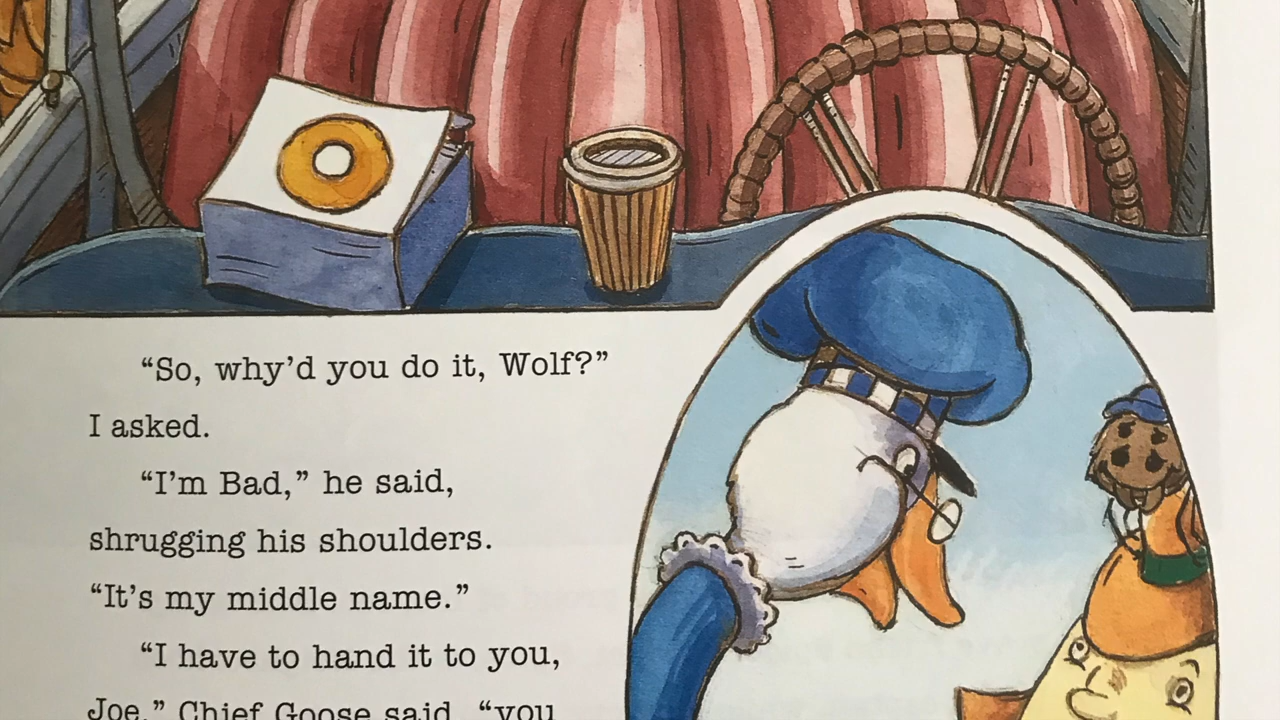 “So, why’d you do it, Wolf?”
I asked.
“I’m Bad,” he said,
shrugging his shoulders.
“It’s my middle name.”
“I have to hand it to you,
Joe,” Chief Goose said, “you